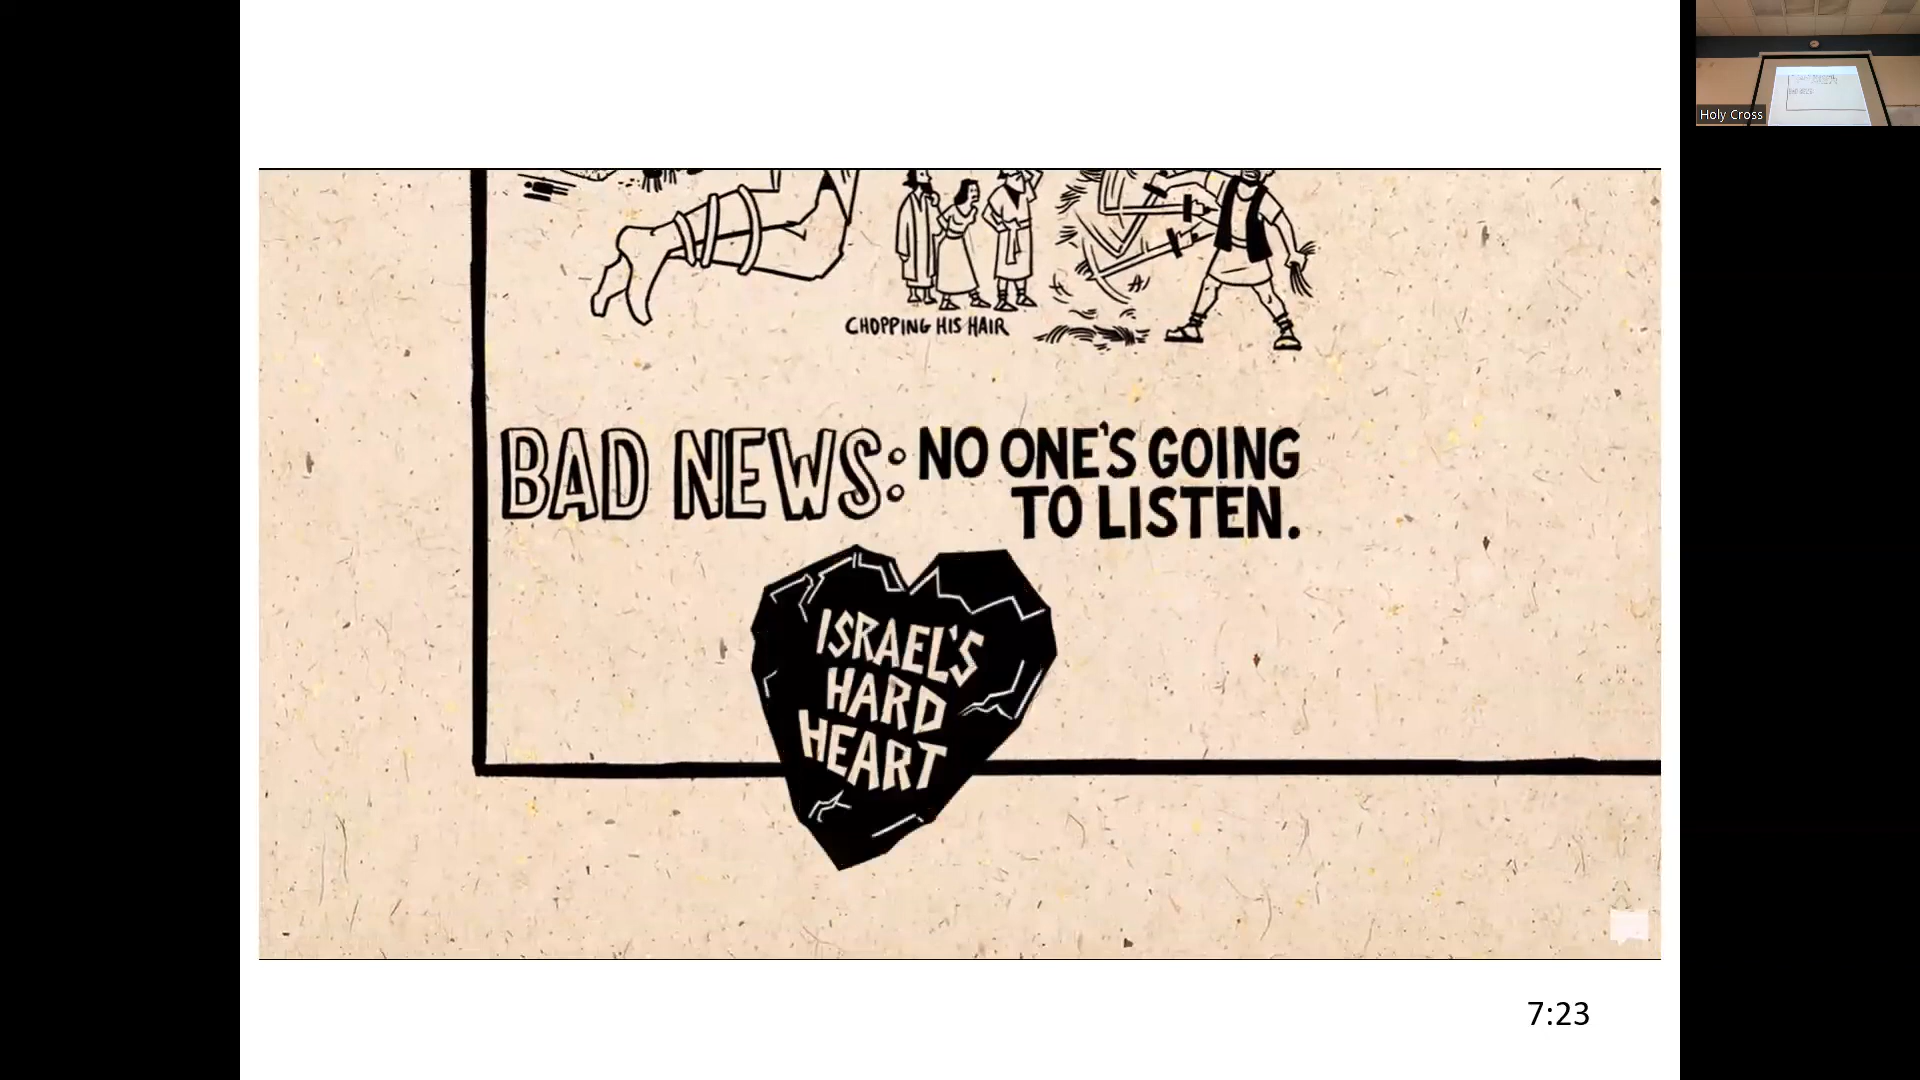 Holy Cross
CHOPPING HIS HAIR
BAD NEWS: NO ONE'S GOING
TO LISTEN.
ISRAEL'S
HARD
HEART
7:23